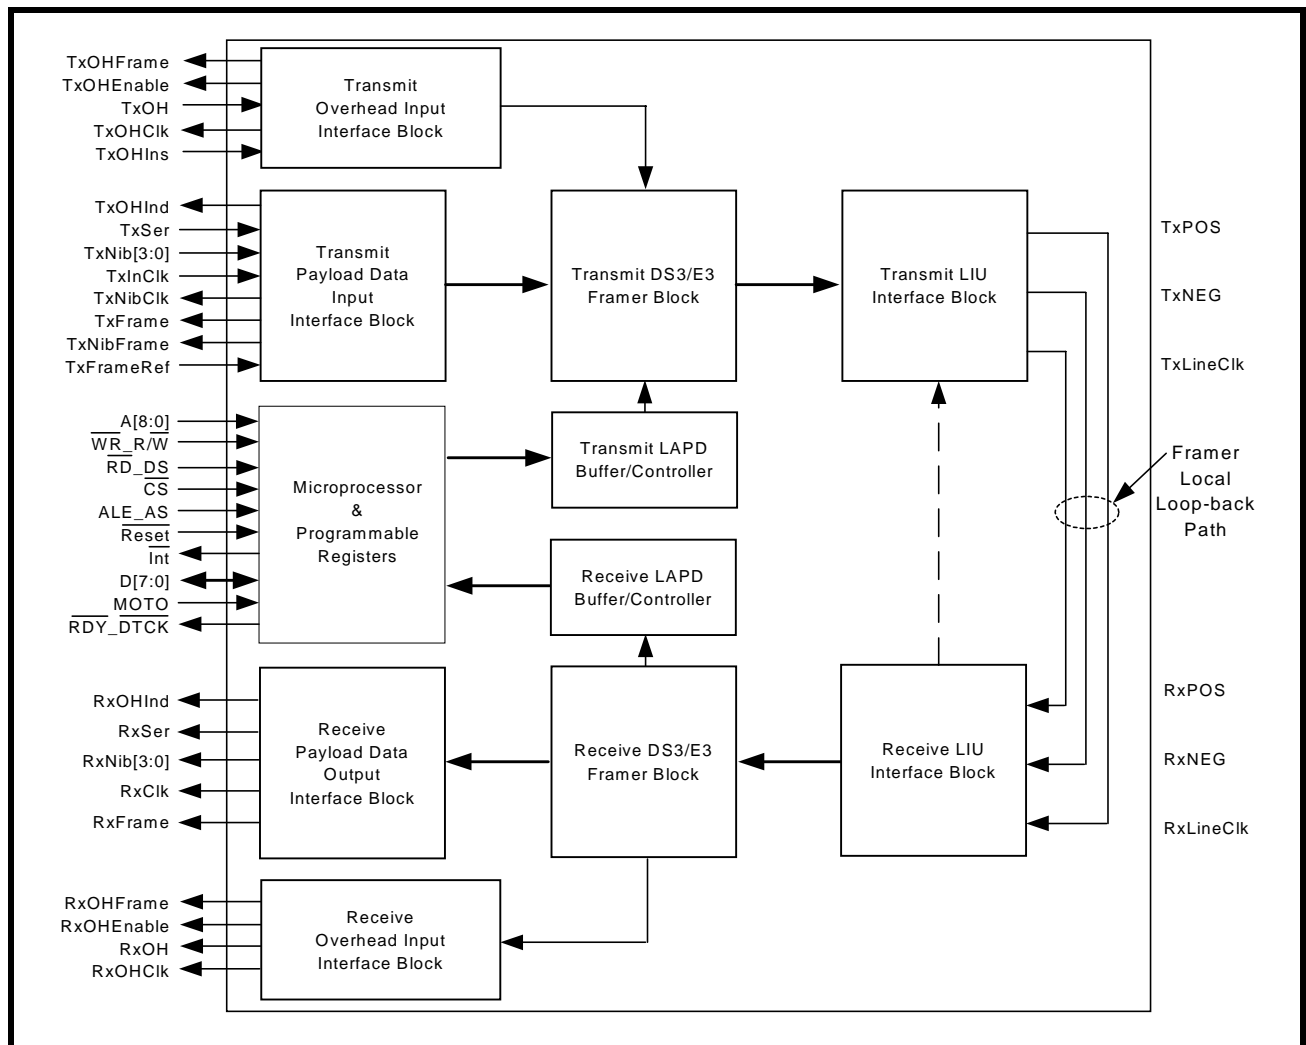 TxOHFrame
TxOHEnable
TxOH
TxOHClk
TxOHIns
Transmit
Overhead Input
Interface Block
TxOHInd
TxSer
TxNib[3:0]
TxInClk
TxNibClk
TxFrame
TxNibFrame
TxFrameRef
Transmit
Payload Data
Input
Interface Block
Transmit DS3/E3
Framer Block
Transmit LIU
Interface Block
TxPOS
TxNEG
TxLineClk
A[8:0]
WR_R/W
RD_DS
CS
ALE_AS
Reset
Int
D[7:0]
MOTO
RDY_DTCK
Microprocessor
&
Programmable
Registers
Transmit LAPD
Buffer/Controller
Receive LAPD
Buffer/Controller
Framer
Local
Loop-back
Path
RxOHInd
RxSer
RxNib[3:0]
RxClk
RxFrame
Receive
Payload Data
Output
Interface Block
Receive DS3/E3
Framer Block
Receive LIU
Interface Block
RxPOS
RxNEG
RxLineClk
RxOHFrame
RxOHEnable
RxOH
RxOHClk
Receive
Overhead Input
Interface Block